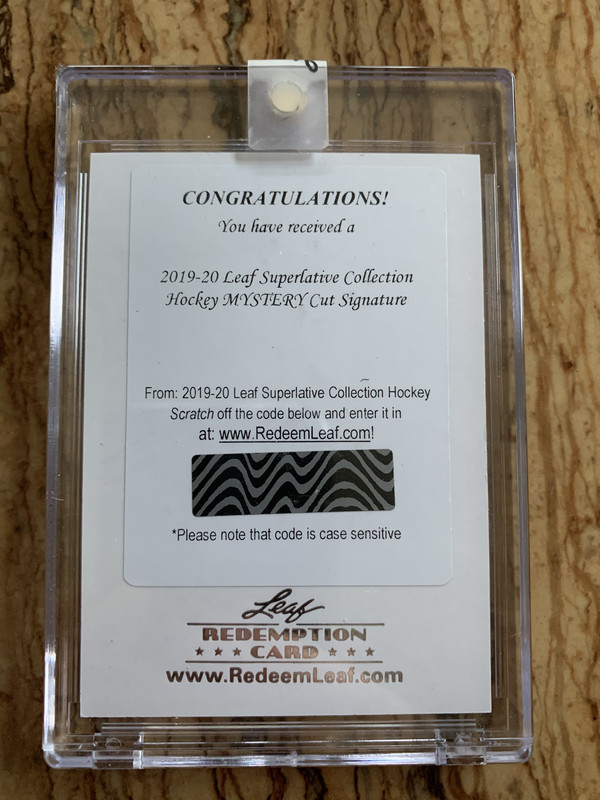 CONGRATULATIONS!
You have received a
2019-20 Leaf Superlative Collection
Hockey MYSTERY Cut Signature
From: 2019-20 Leaf Superlative Collection Hockey
Scratch off the code below and enter it in
at: www.RedeemLeaf.com!
*Please note that code is case sensitive
Leaf
REDEMPTION
★ ★ ★ CARD ★ ★ ★
www.RedeemLeaf.com